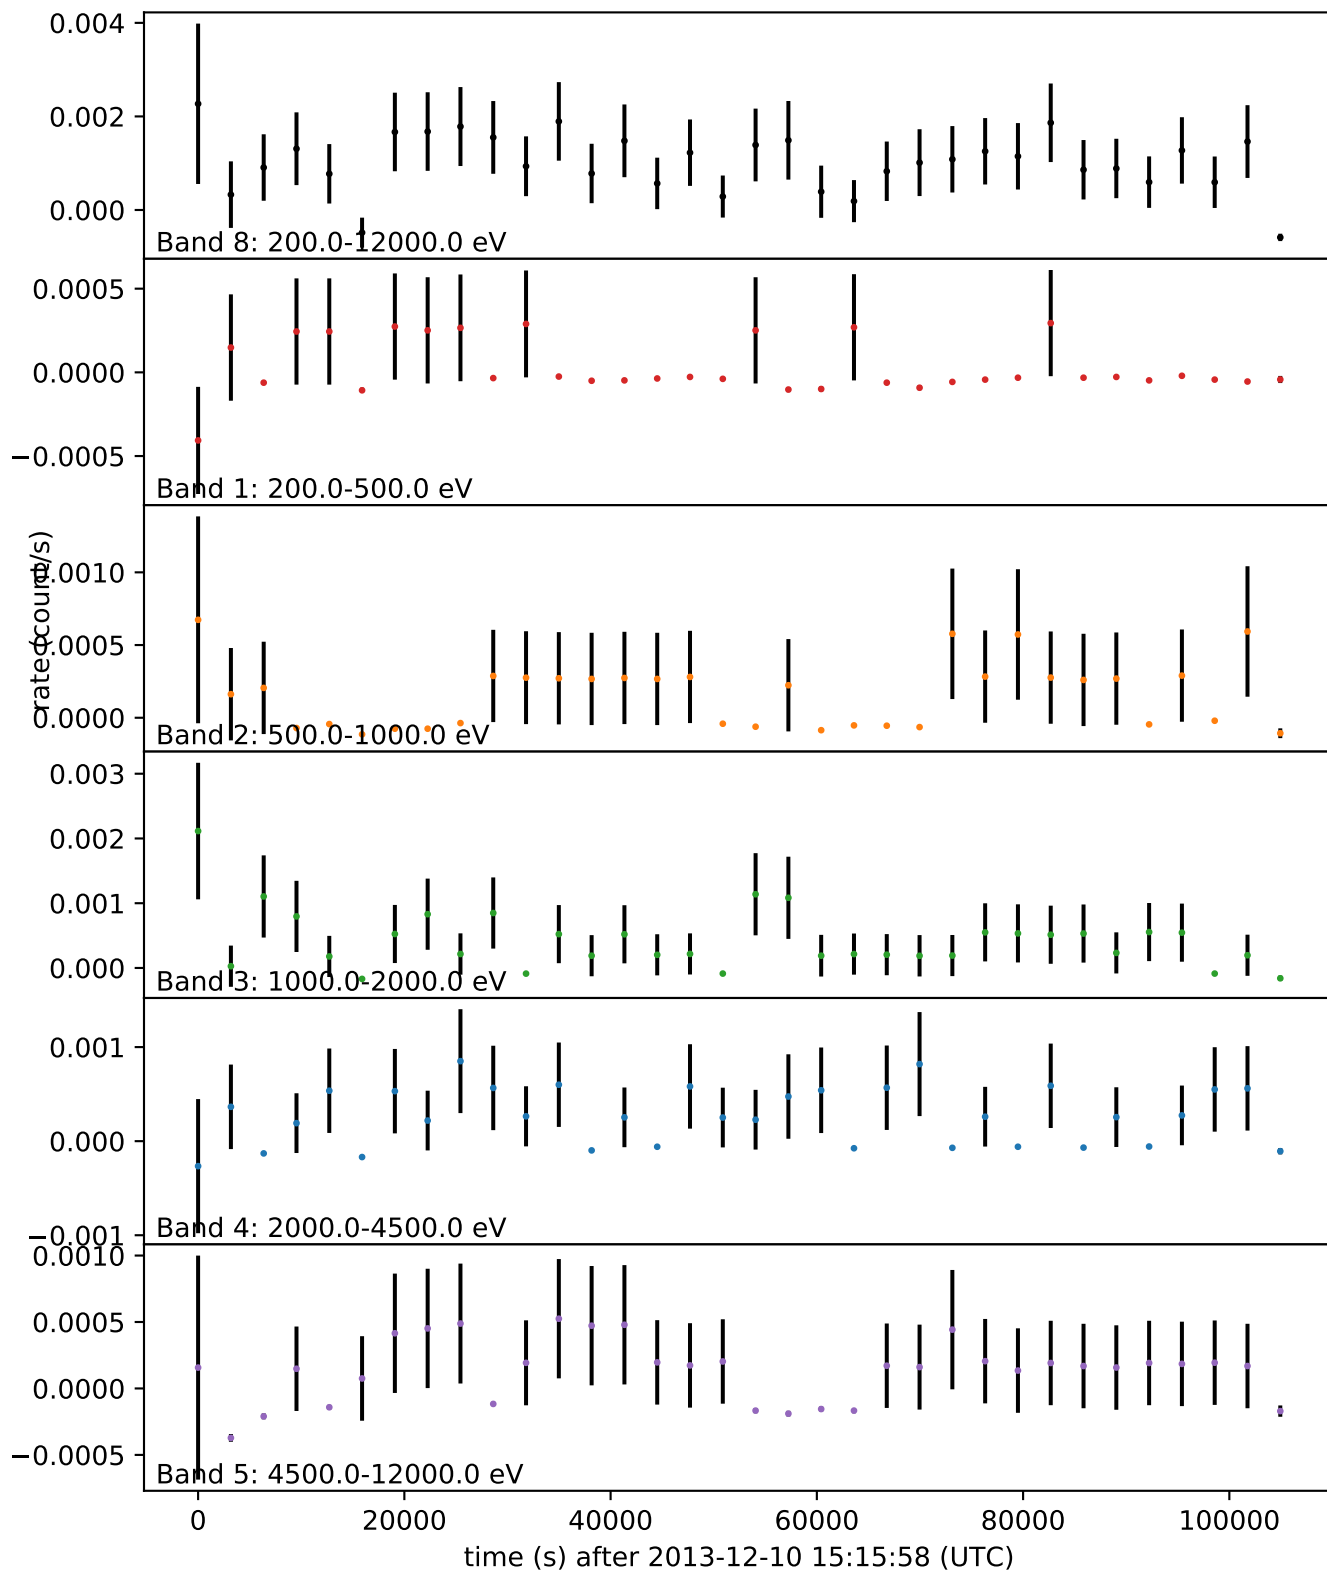 0.004
0.002
0.000
Band 8: 200.0-12000.0 eV
0.0005
0.0000
−0.0005
Band 1: 200.0-500.0 eV
rate (count/s)
0.0010
0.0005
0.0000
Band 2: 500.0-1000.0 eV
0.003
0.002
0.001
0.000
Band 3: 1000.0-2000.0 eV
0.001
0.000
−0.001
Band 4: 2000.0-4500.0 eV
0.0010
0.0005
0.0000
−0.0005
Band 5: 4500.0-12000.0 eV
0 20000 40000 60000 80000 100000
time (s) after 2013-12-10 15:15:58 (UTC)